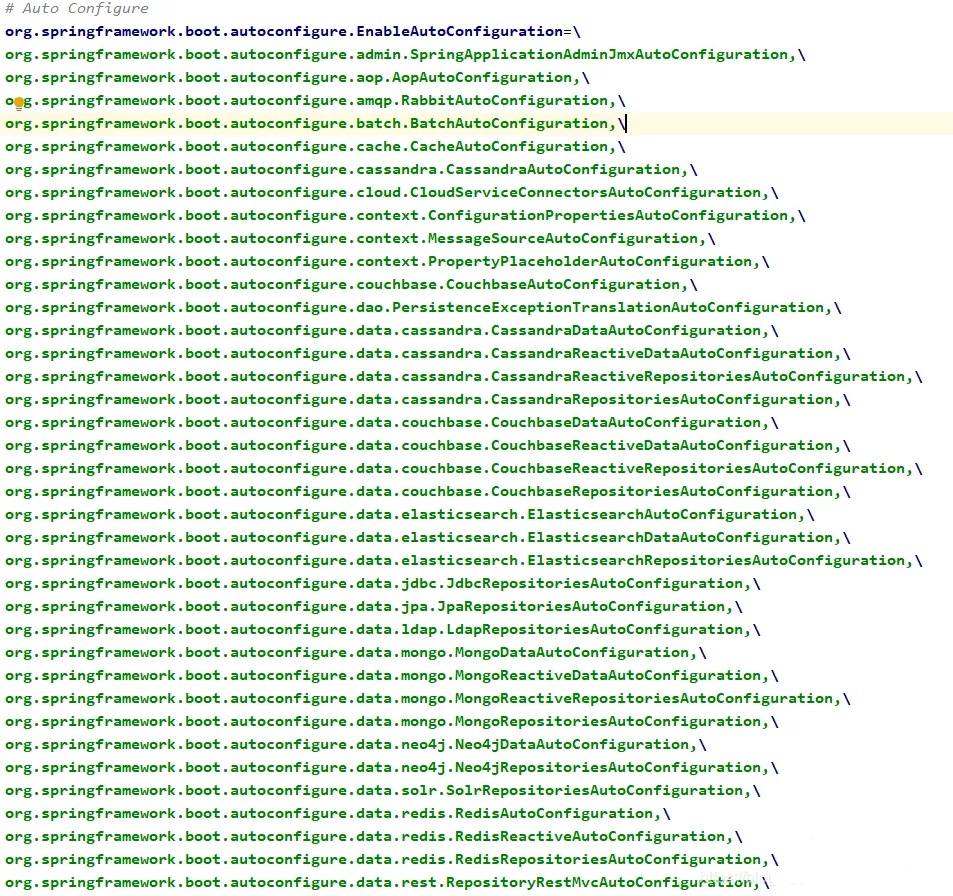 # Auto Configure
org.springframework.boot.autoconfigure.EnableAutoConfiguration=\
org.springframework.boot.autoconfigure.admin.SpringApplicationAdminJmxAutoConfiguration,\
org.springframework.boot.autoconfigure.aop.AopAutoConfiguration,\
org.springframework.boot.autoconfigure.amqp.RabbitAutoConfiguration,\
org.springframework.boot.autoconfigure.batch.BatchAutoConfiguration,\
org.springframework.boot.autoconfigure.cache.CacheAutoConfiguration,\
org.springframework.boot.autoconfigure.cassandra.CassandraAutoConfiguration,\
org.springframework.boot.autoconfigure.cloud.CloudServiceConnectorsAutoConfiguration,\
org.springframework.boot.autoconfigure.context.ConfigurationPropertiesAutoConfiguration,\
org.springframework.boot.autoconfigure.context.MessageSourceAutoConfiguration,\
org.springframework.boot.autoconfigure.context.PropertyPlaceholderAutoConfiguration,\
org.springframework.boot.autoconfigure.couchbase.CouchbaseAutoConfiguration,\
org.springframework.boot.autoconfigure.dao.PersistenceExceptionTranslationAutoConfiguration,\
org.springframework.boot.autoconfigure.data.cassandra.CassandraDataAutoConfiguration,\
org.springframework.boot.autoconfigure.data.cassandra.CassandraReactiveDataAutoConfiguration,\
org.springframework.boot.autoconfigure.data.cassandra.CassandraReactiveRepositoriesAutoConfiguration,\
org.springframework.boot.autoconfigure.data.cassandra.CassandraRepositoriesAutoConfiguration,\
org.springframework.boot.autoconfigure.data.couchbase.CouchbaseDataAutoConfiguration,\
org.springframework.boot.autoconfigure.data.couchbase.CouchbaseReactiveDataAutoConfiguration,\
org.springframework.boot.autoconfigure.data.couchbase.CouchbaseReactiveRepositoriesAutoConfiguration,\
org.springframework.boot.autoconfigure.data.couchbase.CouchbaseRepositoriesAutoConfiguration,\
org.springframework.boot.autoconfigure.data.elasticsearch.ElasticsearchAutoConfiguration,\
org.springframework.boot.autoconfigure.data.elasticsearch.ElasticsearchDataAutoConfiguration,\
org.springframework.boot.autoconfigure.data.elasticsearch.ElasticsearchRepositoriesAutoConfiguration,\
org.springframework.boot.autoconfigure.data.jdbc.JdbcRepositoriesAutoConfiguration,\
org.springframework.boot.autoconfigure.data.jpa.JpaRepositoriesAutoConfiguration,\
org.springframework.boot.autoconfigure.data.ldap.LdapRepositoriesAutoConfiguration,\
org.springframework.boot.autoconfigure.data.mongo.MongoDataAutoConfiguration,\
org.springframework.boot.autoconfigure.data.mongo.MongoReactiveDataAutoConfiguration,\
org.springframework.boot.autoconfigure.data.mongo.MongoReactiveRepositoriesAutoConfiguration,\
org.springframework.boot.autoconfigure.data.mongo.MongoRepositoriesAutoConfiguration,\
org.springframework.boot.autoconfigure.data.neo4j.Neo4jDataAutoConfiguration,\
org.springframework.boot.autoconfigure.data.neo4j.Neo4jRepositoriesAutoConfiguration,\
org.springframework.boot.autoconfigure.data.solr.SolrRepositoriesAutoConfiguration,\
org.springframework.boot.autoconfigure.data.redis.RedisAutoConfiguration,\
org.springframework.boot.autoconfigure.data.redis.RedisReactiveAutoConfiguration,\
org.springframework.boot.autoconfigure.data.redis.RedisRepositoriesAutoConfiguration,\
org.springframework.boot.autoconfigure.data.rest.RepositoryRestMvcAutoConfiguration,\